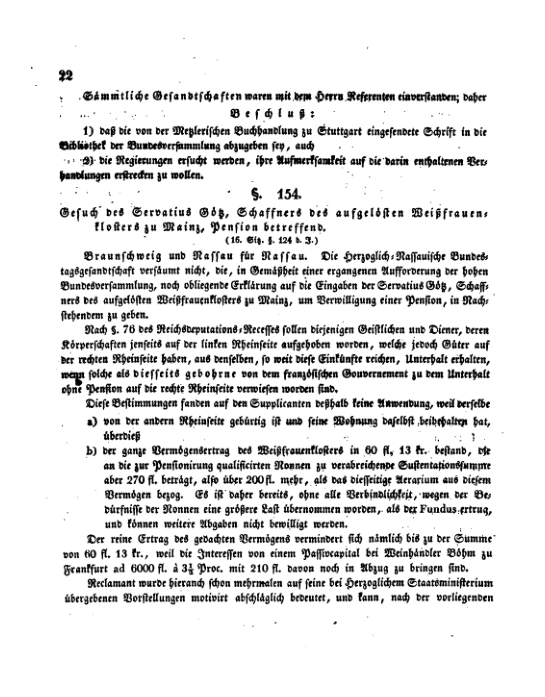 22
Sämmtliche Gesandtschaften waren mit dem Herrn Referenten einverstanden; daher
Beschluß:
1) daß die von der Metzlerischen Buchhandlung zu Stuttgart eingesendete Schrift in die
Bibliothek der Bundesversammlung abzugeben sey, auch
2) die Regierungen ersucht werden, ihre Aufmerksamkeit auf die darin enthaltenen Ver-
handlungen erstrecken zu wollen.
§. 154.
Gesuch des Servatius Götz, Schaffners des aufgelösten Weißfrauen-
klosters zu Mainz, Pension betreffend.
(16. Sitz. §. 124 d. J.)
Braunschweig und Nassau für Nassau. Die Herzoglich-Nassauische Bundes-
tagsgesandtschaft versäumt nicht, die, in Gemäßheit einer ergangenen Aufforderung der hohen
Bundesversammlung, noch obliegende Erklärung auf die Eingaben der Servatius Götz, Schaff-
ners des aufgelösten Weißfrauenklosters zu Mainz, um Verwilligung einer Pension, in Nach-
stehendem zu geben.
Nach §. 76 des Reichsdeputations-Recesses sollen diejenigen Geistlichen und Diener, deren
Körperschaften jenseits auf der linken Rheinseite aufgehoben worden, welche jedoch Güter auf
der rechten Rheinseite haben, aus denselben, so weit diese Einkünfte reichen, Unterhalt erhalten,
wenn solche als diesseits gebohrne von dem französischen Gouvernement zu dem Unterhalt
ohne Pension auf die rechte Rheinseite verwiesen worden sind.
Diese Bestimmungen fanden auf den Supplicanten deßhalb keine Anwendung, weil derselbe
a) von der andern Rheinseite gebürtig ist und seine Wohnung daselbst beibehalten hat,
überdieß
b) der ganze Vermögensertrag des Weißfrauenklosters in 60 fl. 13 kr. bestand, die
an die zur Pensionirung qualificirten Nonnen zu verabreichende Sustentationssumme
aber 270 fl. beträgt, also über 200 fl. mehr, als das diesseitige Aerarium aus diesem
Vermögen bezog. Es ist daher bereits, ohne alle Verbindlichkeit, wegen der Be-
dürfnisse der Nonnen eine größere Last übernommen worden, als der Fundus ertrug,
und können weitere Abgaben nicht bewilligt werden.
Der reine Ertrag des gedachten Vermögens vermindert sich nämlich bis zu der Summe
von 60 fl. 13 kr., weil die Interessen von einem Passivcapital bei Weinhändler Böhm zu
Frankfurt ad 6000 fl. à 3½ Proc. mit 210 fl. davon noch in Abzug zu bringen sind.
Reclamant wurde hieranch schon mehrmalen auf seine bei Herzoglichem Staatsministerium
übergebenen Vorstellungen motivirt abschläglich bedeutet, und kann, nach der vorliegenden